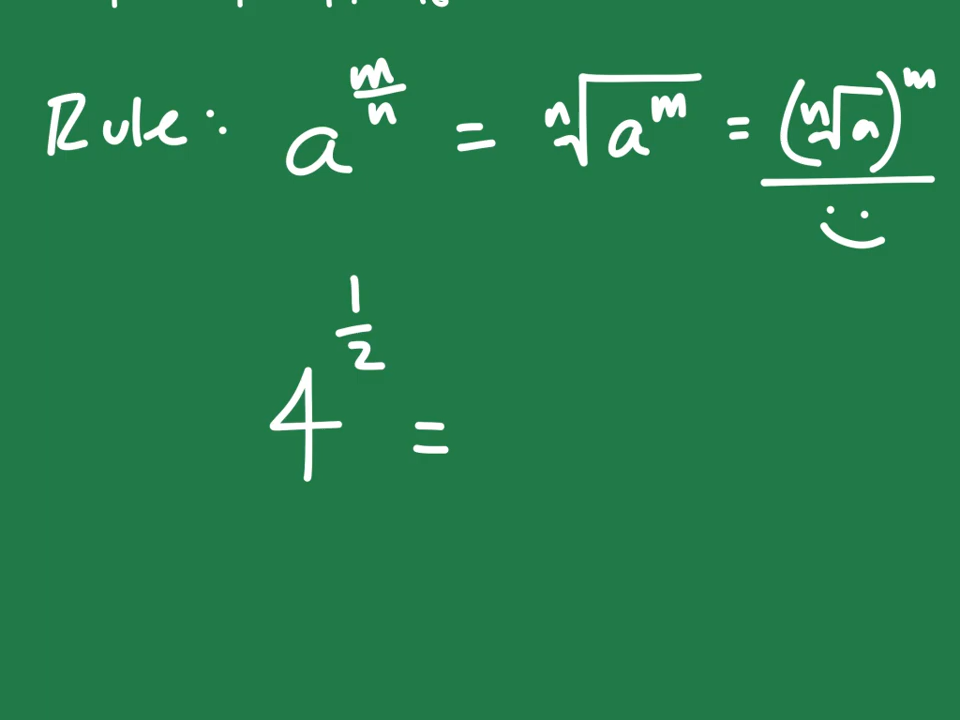 Rule: a^(m/n) = ⁿ√(a^m) = (ⁿ√a)^m
4^(1/2) =